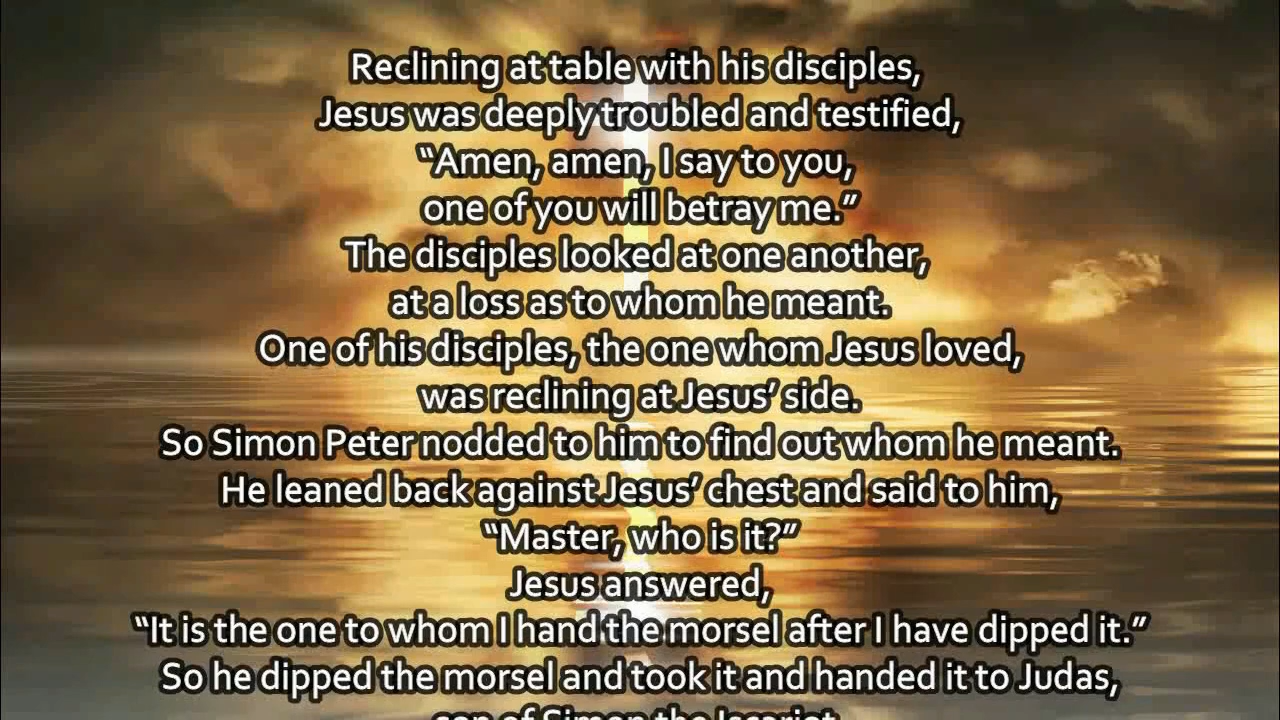 Reclining at table with his disciples,
Jesus was deeply troubled and testified,
“Amen, amen, I say to you,
one of you will betray me.”
The disciples looked at one another,
at a loss as to whom he meant.
One of his disciples, the one whom Jesus loved,
was reclining at Jesus’ side.
So Simon Peter nodded to him to find out whom he meant.
He leaned back against Jesus’ chest and said to him,
“Master, who is it?”
Jesus answered,
“It is the one to whom I hand the morsel after I have dipped it.”
So he dipped the morsel and took it and handed it to Judas,
son of Simon the Iscariot.